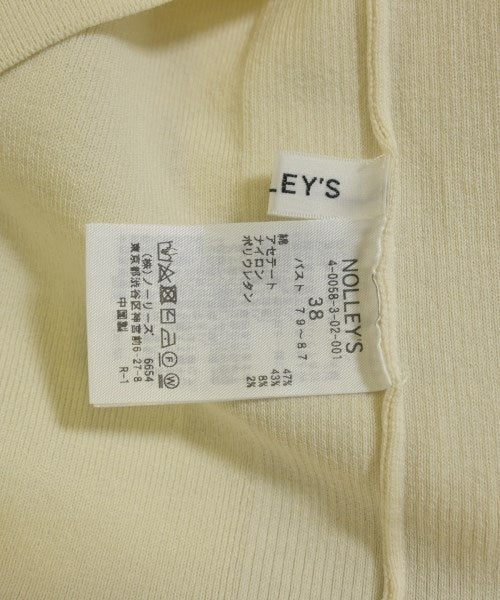 LEY'S
NOLLEY'S
4-0058-3-02-001
38
バスト 79~87
綿 47%
アセテート 43%
ナイロン 8%
ポリウレタン 2%
(株)ノーリーズ 6654
東京都渋谷区神宮前6-27-8
中国製 R-1